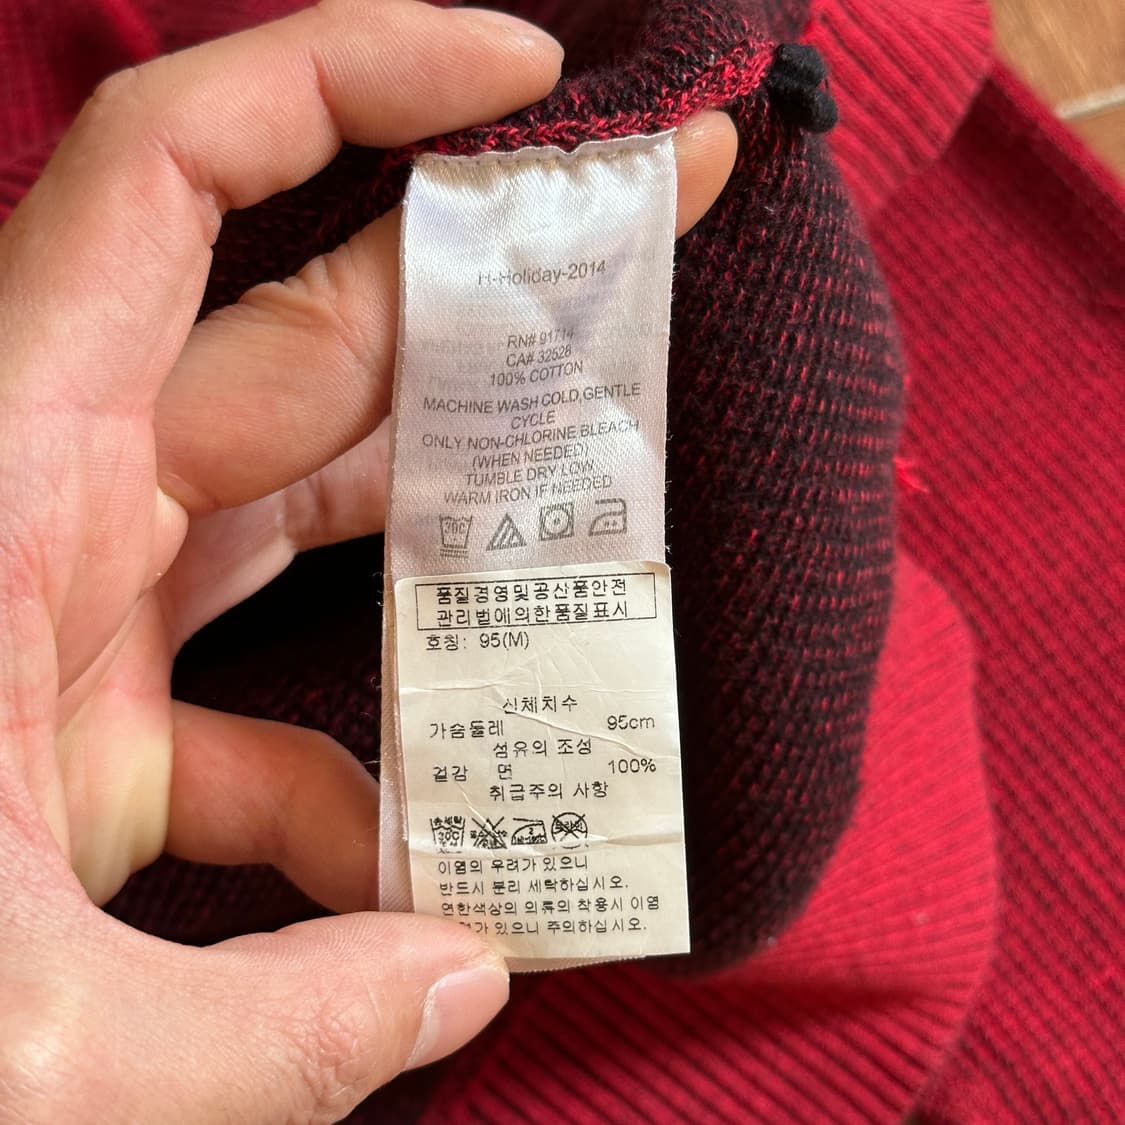 H-Holiday-2014
RN# 91714
CA# 32528
100% COTTON
MACHINE WASH COLD,GENTLE
CYCLE
ONLY NON-CHLORINE BLEACH
(WHEN NEEDED)
TUMBLE DRY LOW
WARM IRON IF NEEDED
30C
품질경영및공산품안전
관리법에의한품질표시
호칭: 95(M)
신체치수
가슴둘레 95cm
섬유의 조성
겉감 면 100%
취급주의 사항
30C
이염의 우려가 있으니
반드시 분리 세탁하십시오.
연한색상의 의류의 착용시 이염
있으니 주의하십시오.